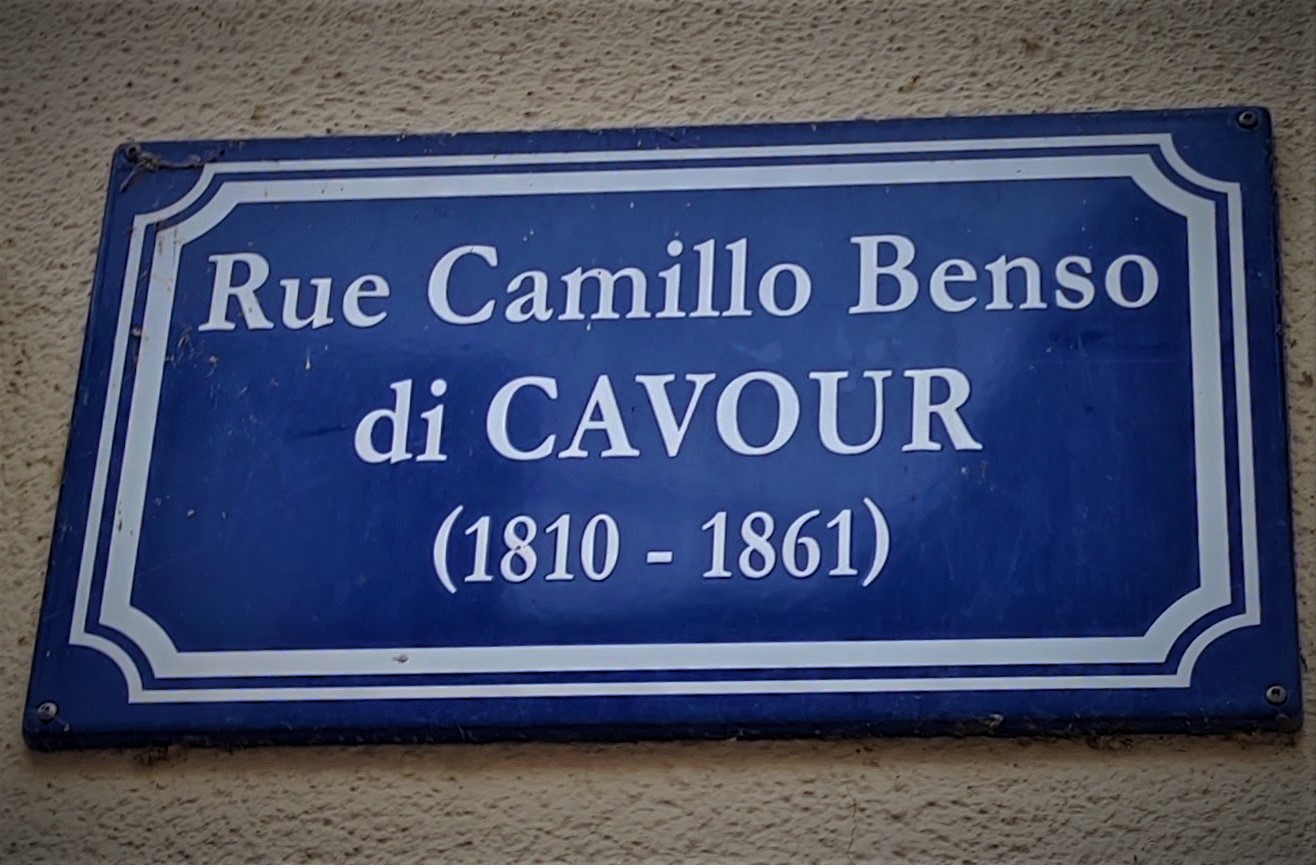 Rue Camillo Benso
di CAVOUR
(1810 - 1861)